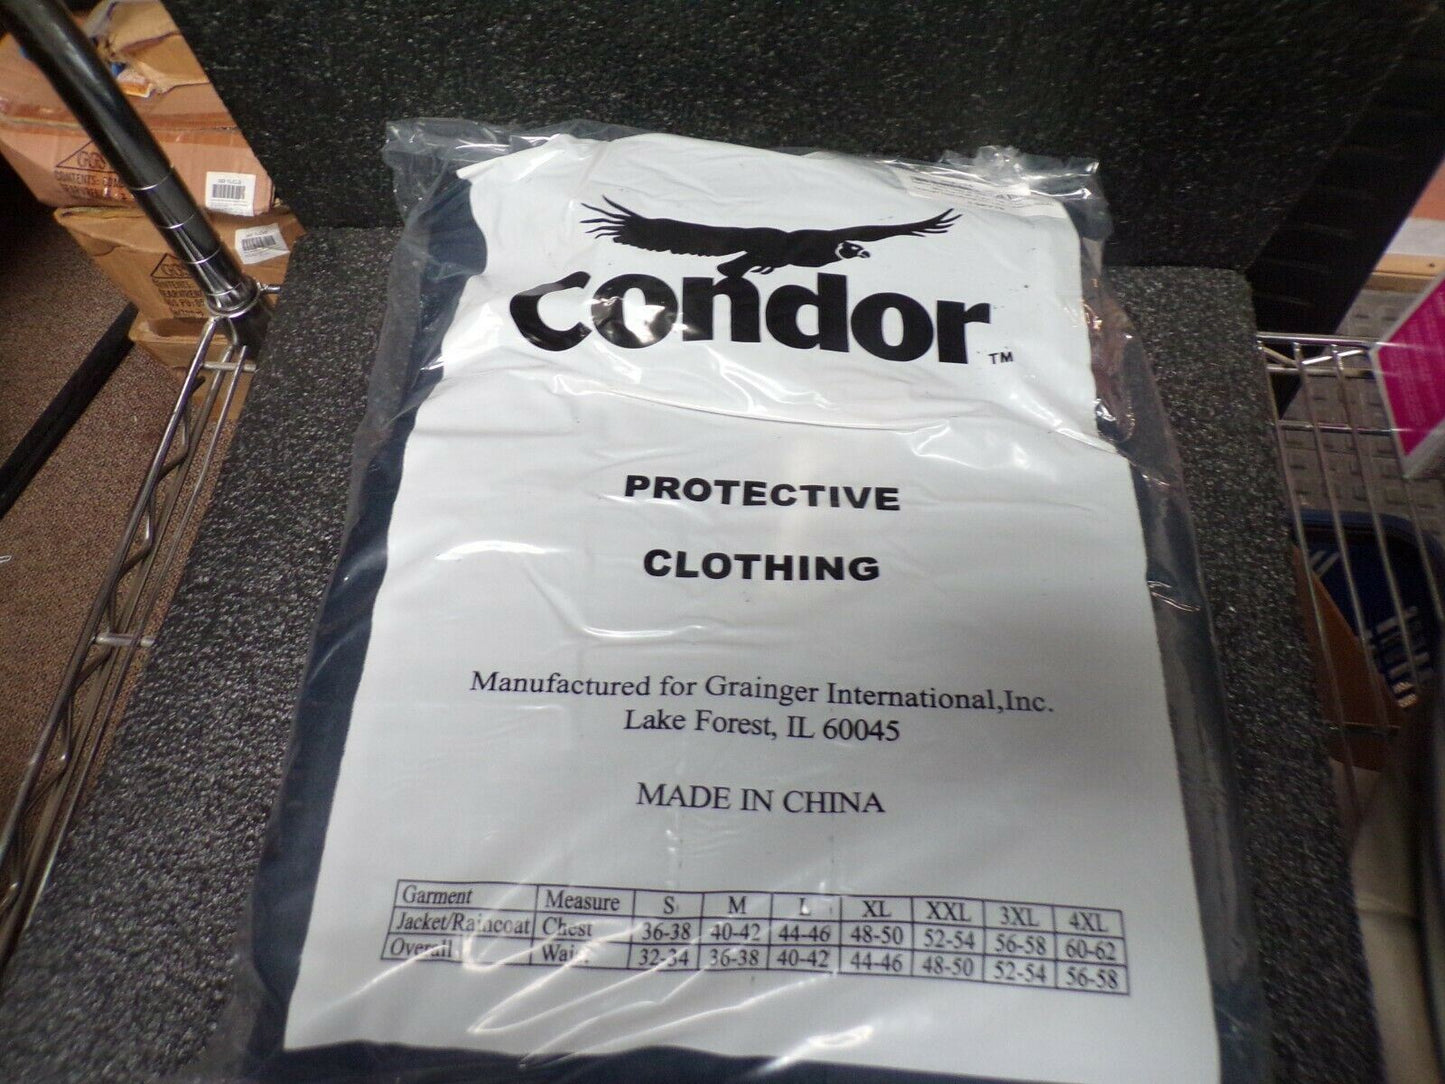 condor
™
PROTECTIVE
CLOTHING
Manufactured for Grainger International,Inc.
Lake Forest, IL 60045
MADE IN CHINA
Garment Measure S M L XL XXL 3XL 4XL
Jacket/Raincoat Chest 36-38 40-42 44-46 48-50 52-54 56-58 60-62
Overall Waist 32-34 36-38 40-42 44-46 48-50 52-54 56-58